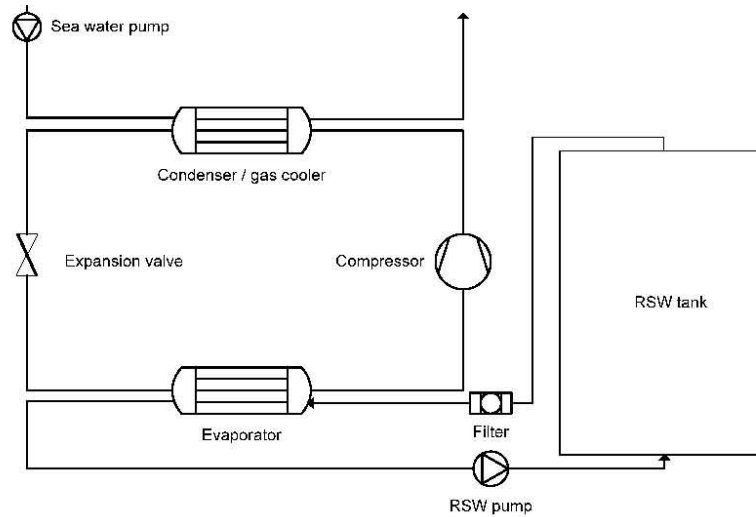 Sea water pump
Condenser / gas cooler
Expansion valve
Compressor
RSW tank
Evaporator
Filter
RSW pump